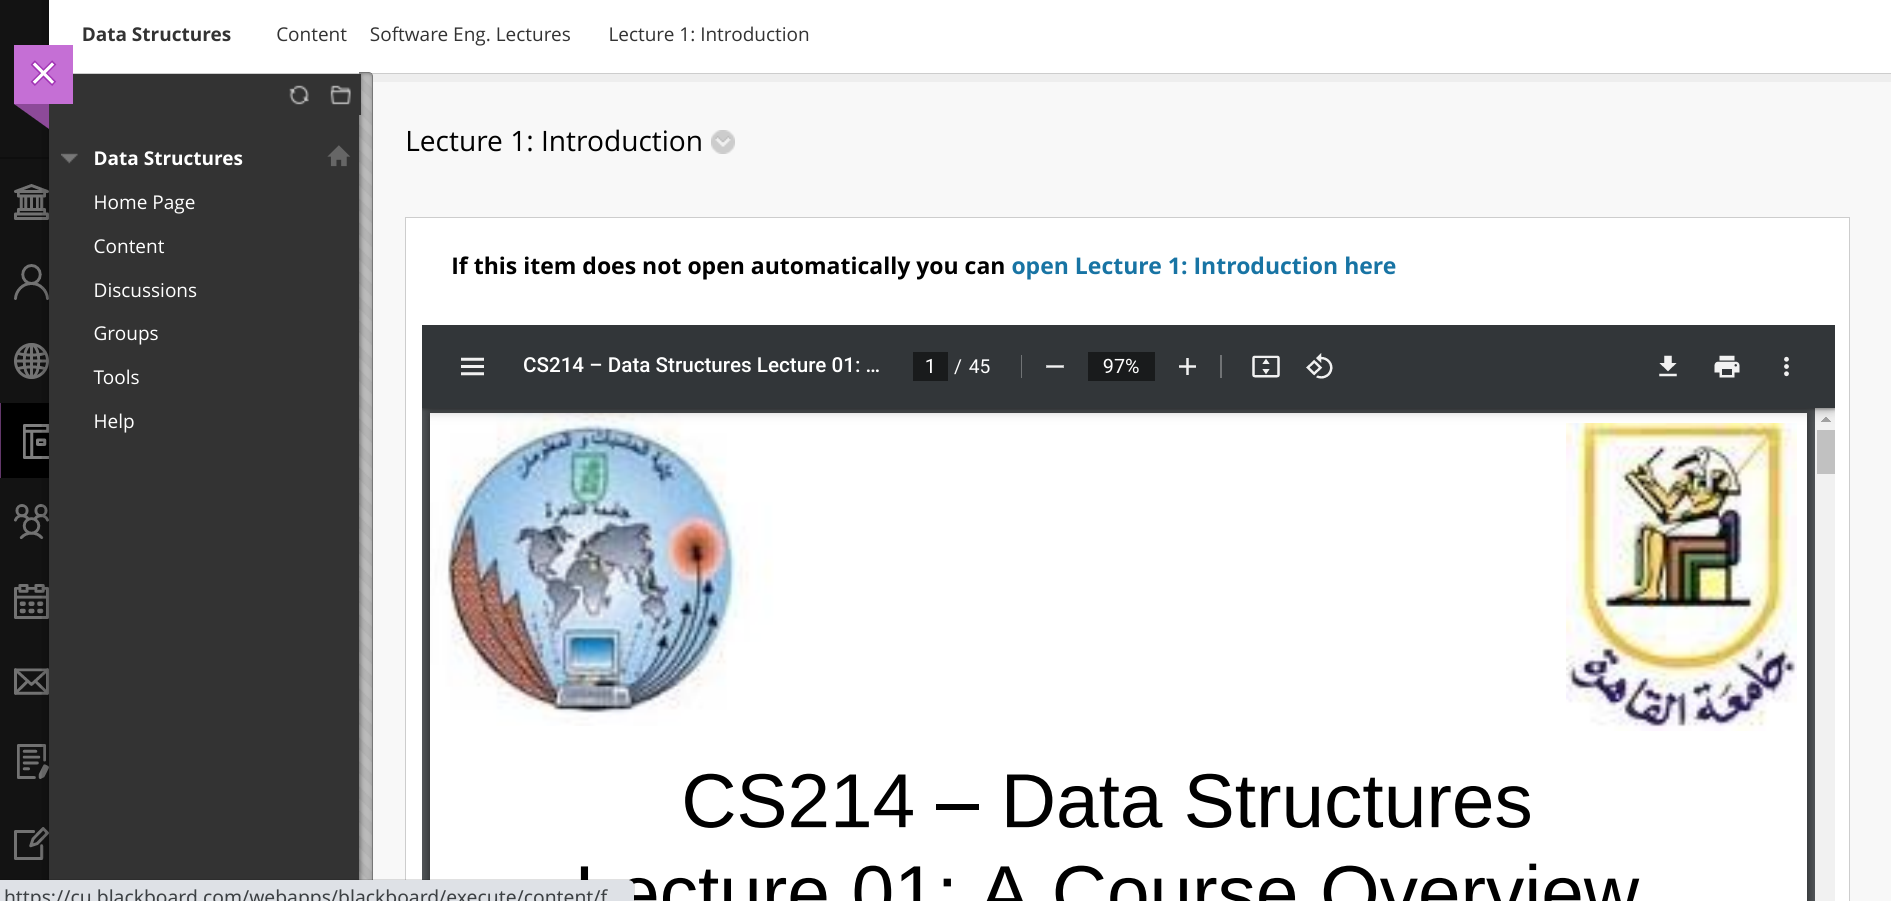 Data Structures Content Software Eng. Lectures Lecture 1: Introduction
Data Structures
Home Page
Content
Discussions
Groups
Tools
Help
Lecture 1: Introduction
If this item does not open automatically you can open Lecture 1: Introduction here
CS214 – Data Structures Lecture 01: ... 1 / 45 97%
كلية الحاسبات و المعلومات
جامعة القاهرة
جامعة القاهرة
CS214 – Data Structures
Lecture 01: A Course Overview
https://cu.blackboard.com/webapps/blackboard/execute/content/f...